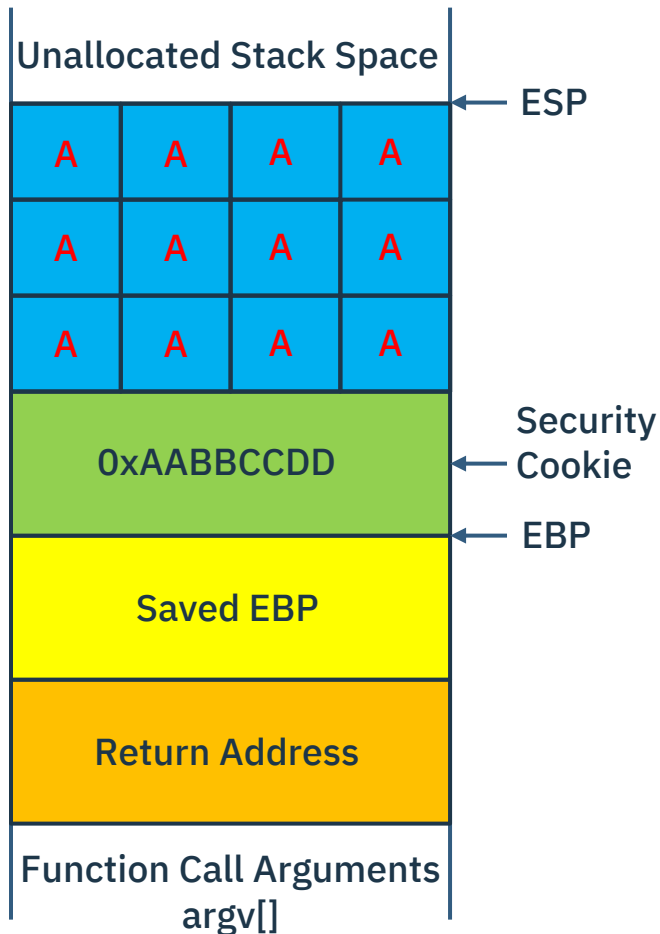 Unallocated Stack Space
ESP
A A A A
A A A A
A A A A
Security
Cookie
0xAABBCCDD
EBP
Saved EBP
Return Address
Function Call Arguments
argv[]